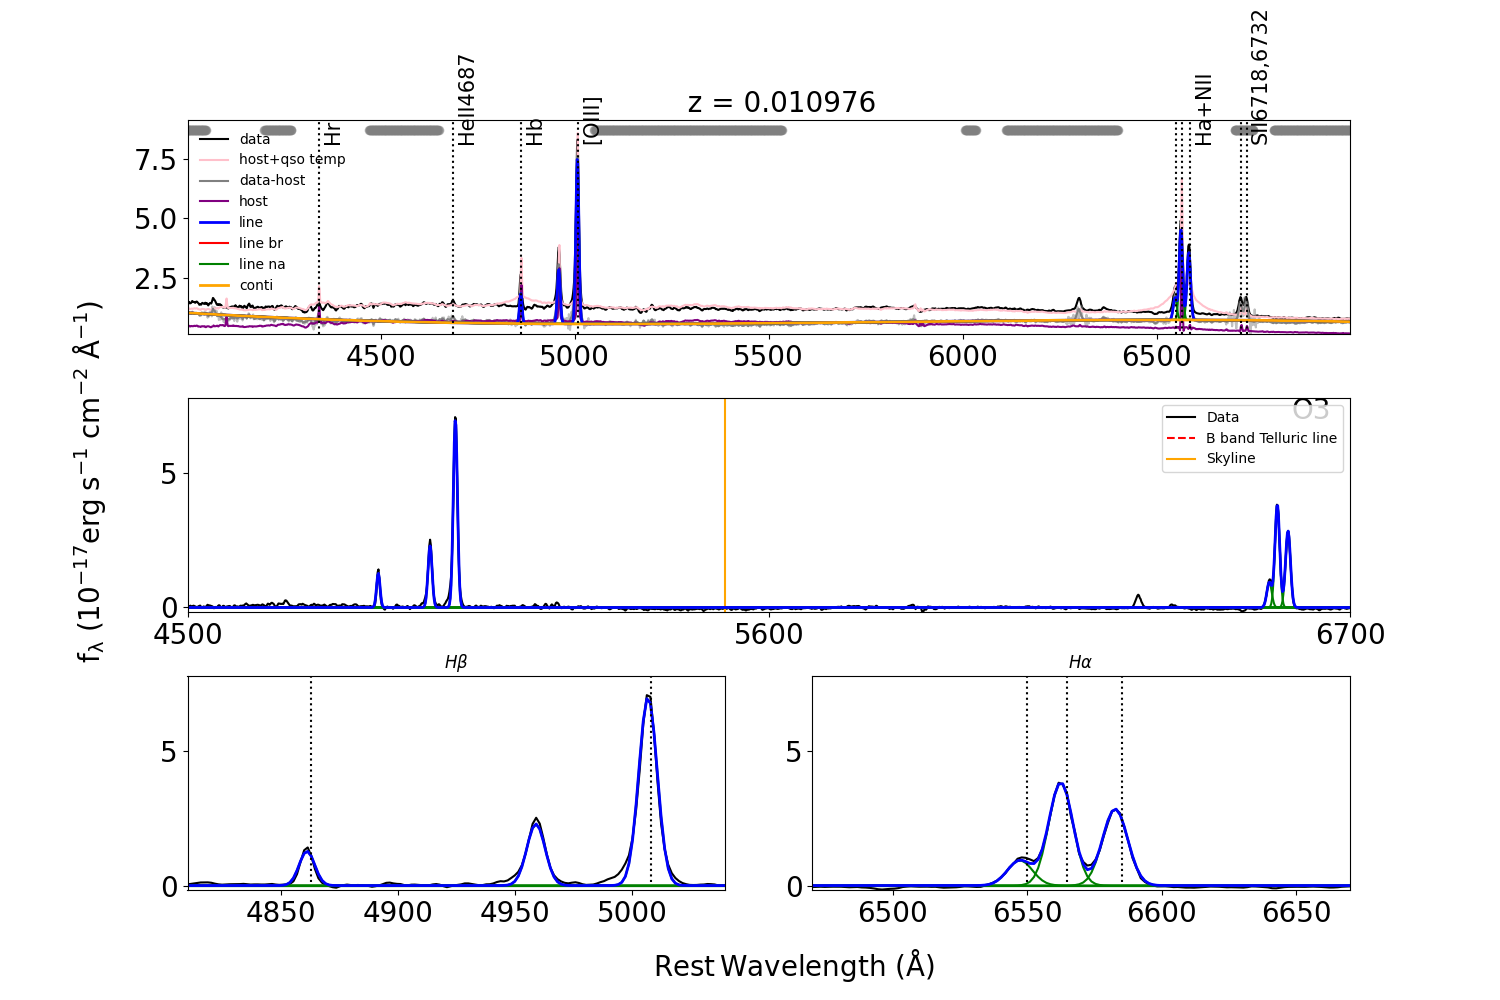 z = 0.010976
Hr
HeII4687
Hb
[OIII]
Ha+NII
SII6718,6732
data
host+qso temp
data-host
host
line
line br
line na
conti
7.5
5.0
2.5
4500 5000 5500 6000 6500
fλ (10⁻¹⁷erg s⁻¹ cm⁻² Å⁻¹)
O3
Data
B band Telluric line
Skyline
5
0
4500 5600 6700
Hβ
5
0
4850 4900 4950 5000
Hα
5
0
6500 6550 6600 6650
Rest Wavelength (Å)